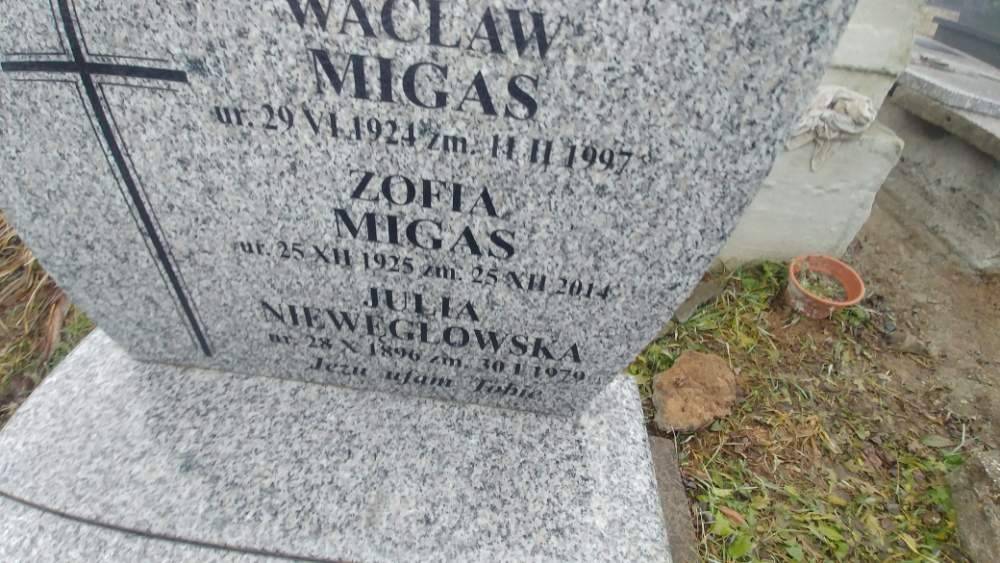 WACŁAW
MIGAS
ur. 29 VI 1924 zm. 11 II 1997
ZOFIA
MIGAS
ur. 25 XII 1925 zm. 25 XII 2014
JULIA
NIEWĘGŁOWSKA
ur. 28 X 1896 zm. 30 I 1979
Jezu ufam Tobie